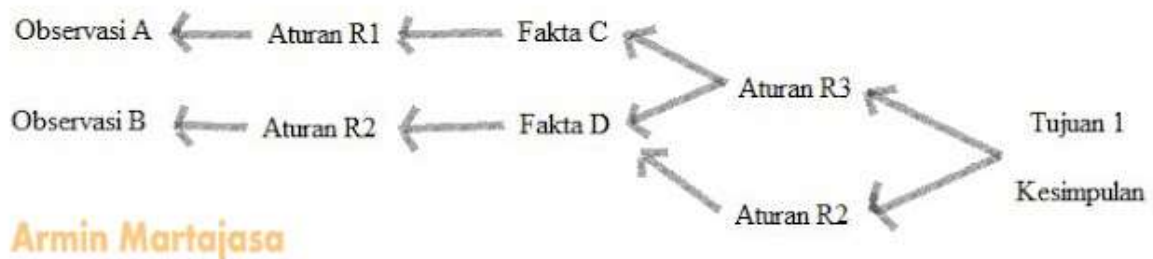 Observasi A
Aturan R1
Fakta C
Aturan R3
Observasi B
Aturan R2
Fakta D
Tujuan 1
Kesimpulan
Aturan R2
Armin Martajasa